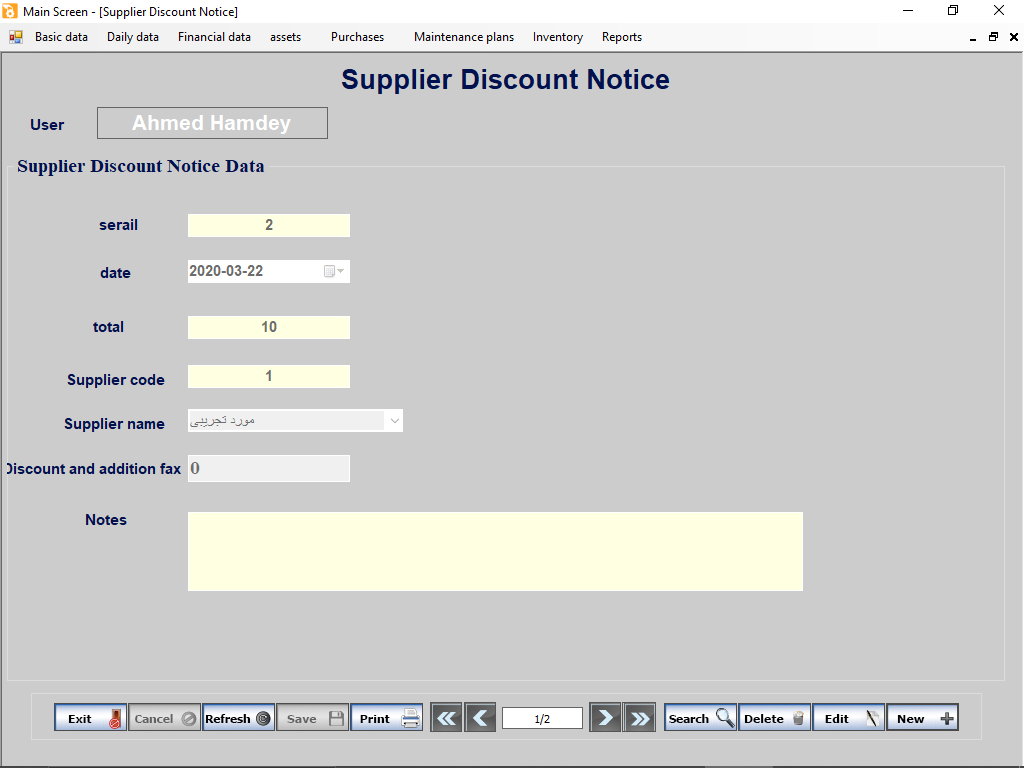 Main Screen - [Supplier Discount Notice]
Basic data Daily data Financial data assets Purchases Maintenance plans Inventory Reports
Supplier Discount Notice
User Ahmed Hamdey
Supplier Discount Notice Data
serail 2
date 2020-03-22
total 10
Supplier code 1
Supplier name مورد تجريبى
Discount and addition fax 0
Notes
Exit Cancel Refresh Save Print 1/2 Search Delete Edit New